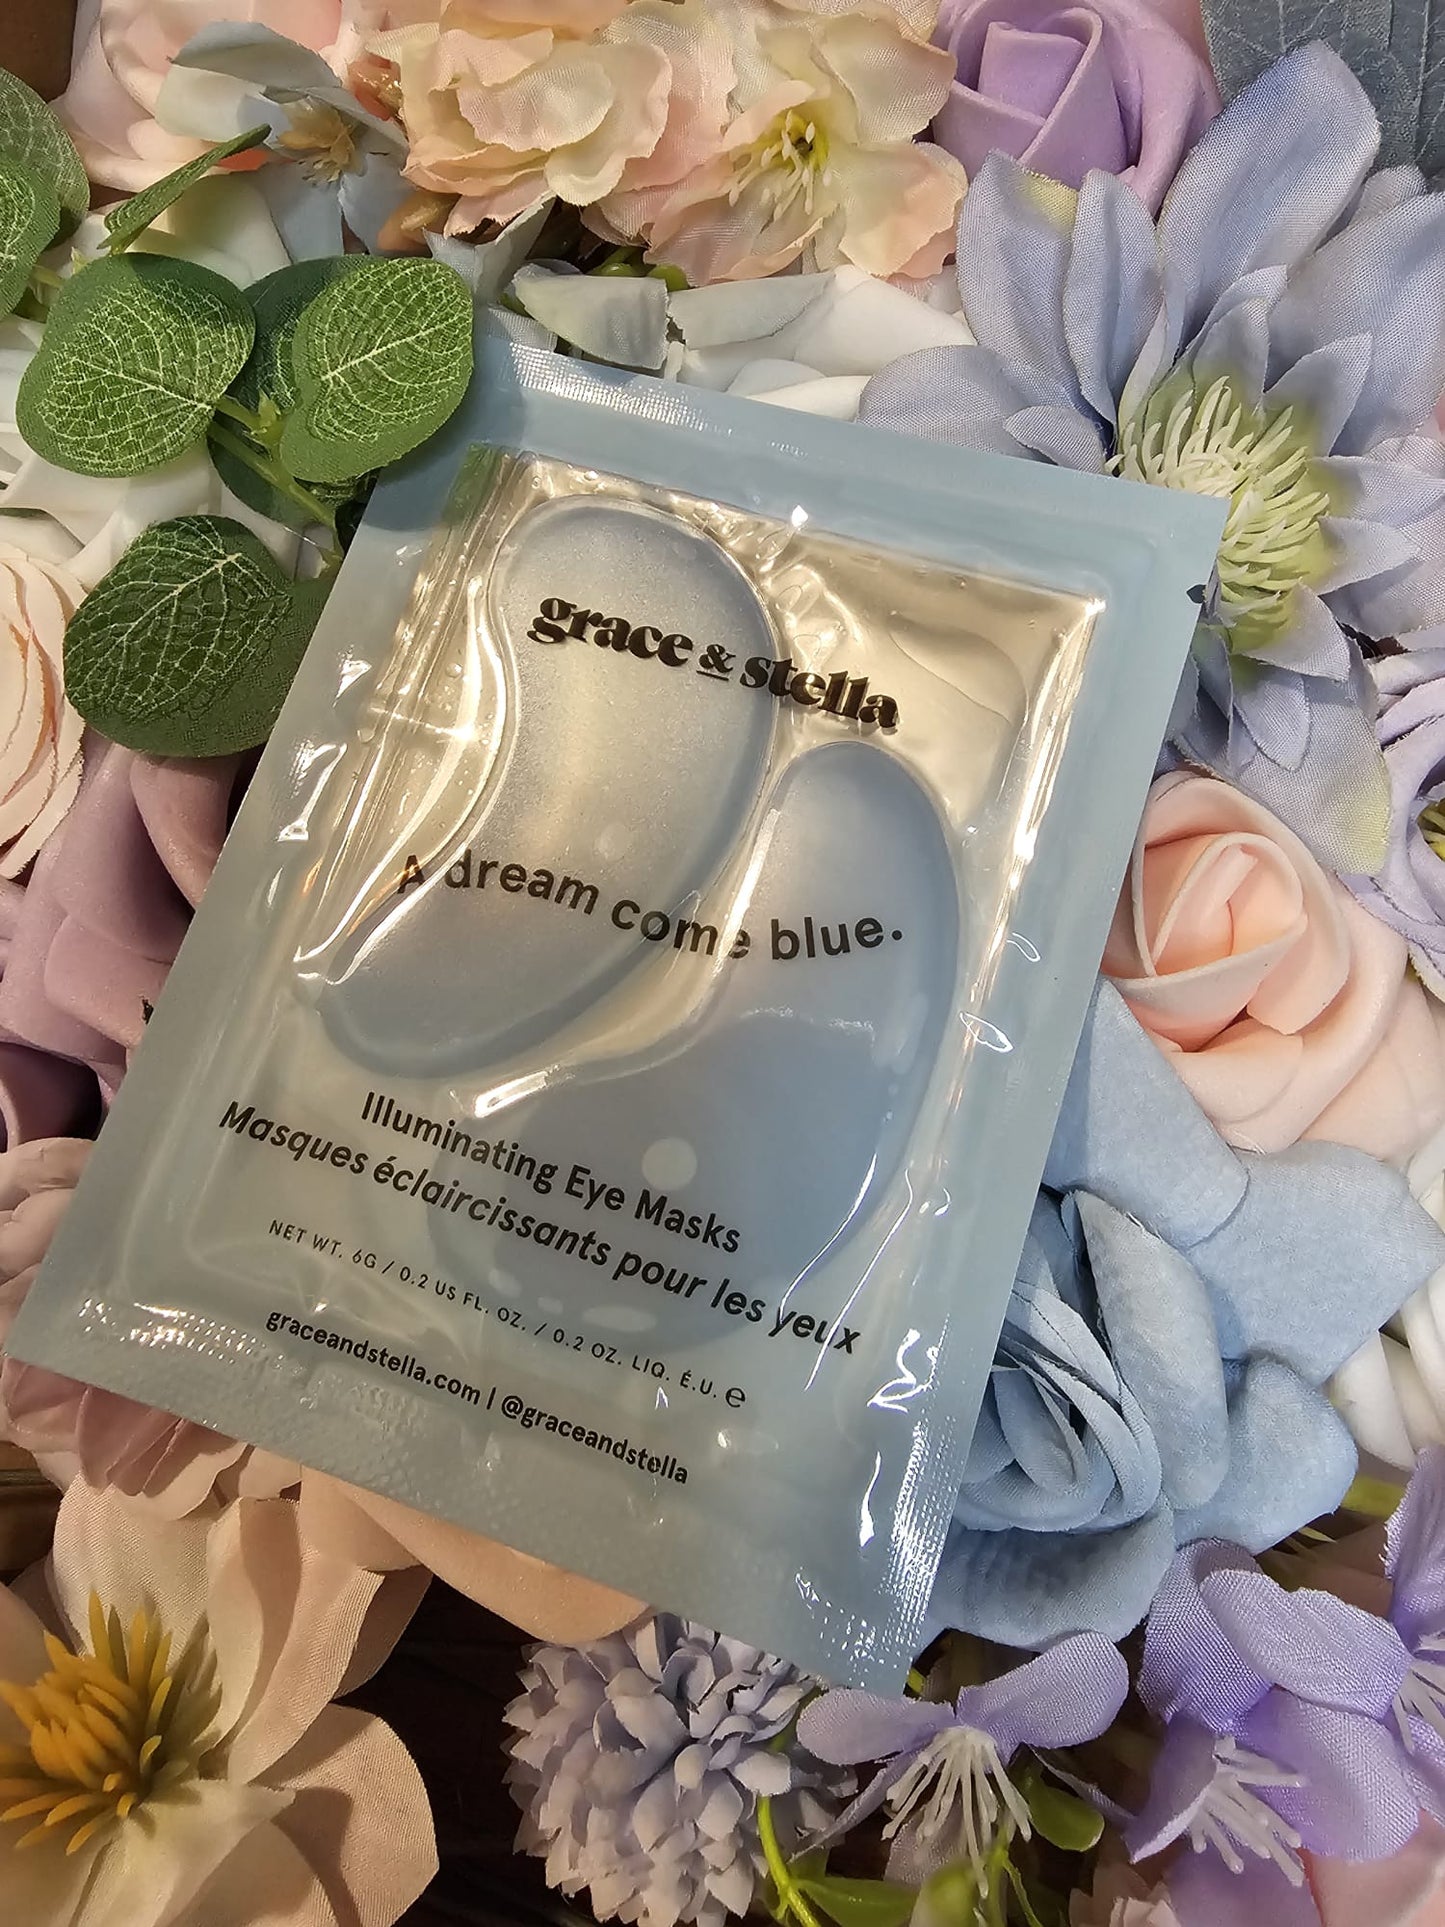 grace & stella
A dream come blue.
Illuminating Eye Masks
Masques éclaircissants pour les yeux
NET WT. 6G / 0.2 US FL. OZ. / 0.2 OZ. LIQ. É.U. ℮
graceandstella.com | @graceandstella